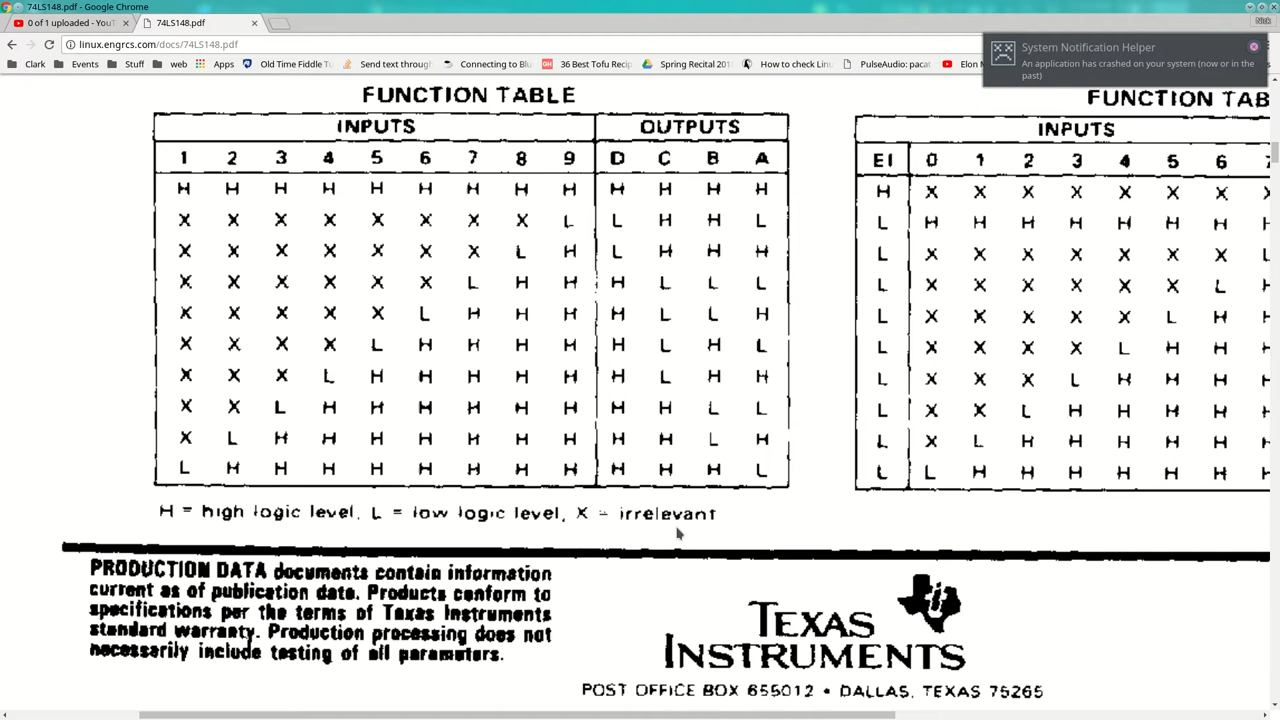 74LS148.pdf - Google Chrome
0 of 1 uploaded - YouT
74LS148.pdf
Nick
linux.engrcs.com/docs/74LS148.pdf
Clark Events Stuff web Apps Old Time Fiddle Tu Send text through Connecting to Blu 36 Best Tofu Recip Spring Recital 201 How to check Linu PulseAudio: pacat Elon M
System Notification Helper
An application has crashed on your system (now or in the
past)
FUNCTION TABLE
INPUTS OUTPUTS
1 2 3 4 5 6 7 8 9 D C B A
H H H H H H H H H H H H H
X X X X X X X X L L H H L
X X X X X X X L H L H H H
X X X X X X L H H H L L L
X X X X X L H H H H L L H
X X X X L H H H H H L H L
X X X L H H H H H H L H H
X X L H H H H H H H H L L
X L H H H H H H H H H L H
L H H H H H H H H H H H L
H = high logic level, L = low logic level, X = irrelevant
FUNCTION TAB
INPUTS
EI 0 1 2 3 4 5 6 7
H X X X X X X X X
L H H H H H H H H
L X X X X X X X L
L X X X X X X L H
L X X X X X L H H
L X X X X L H H H
L X X X L H H H H
L X X L H H H H H
L X L H H H H H H
L L H H H H H H H
PRODUCTION DATA documents contain information
current as of publication date. Products conform to
specifications per the terms of Texas Instruments
standard warranty. Production processing does not
necessarily include testing of all parameters.
TEXAS
INSTRUMENTS
POST OFFICE BOX 655012 • DALLAS, TEXAS 75265